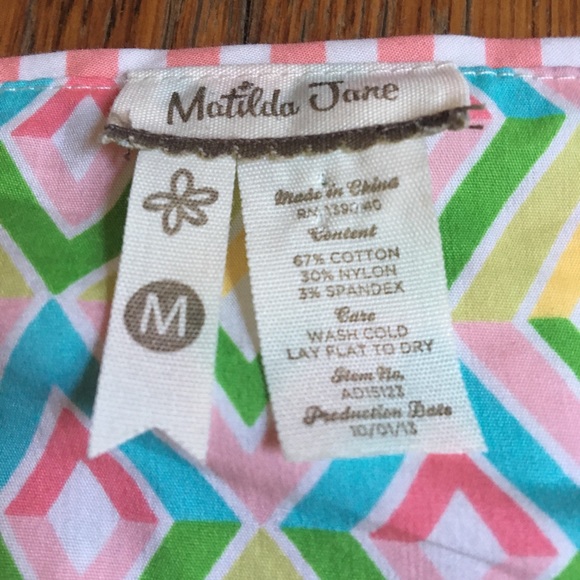 Matilda Jane
M
Made in China
RN 139040
Content
67% COTTON
30% NYLON
3% SPANDEX
Care
WASH COLD
LAY FLAT TO DRY
Item No.
AD15123
Production Date
10/01/13